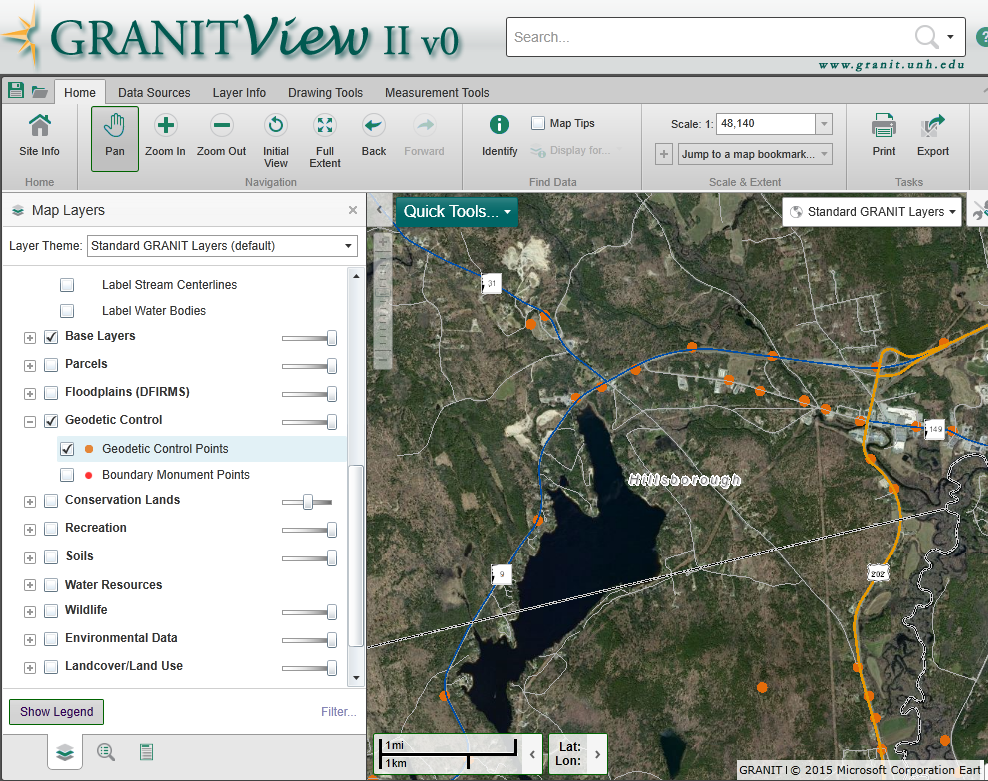 GRANITView II v0
Search...
?
www.granit.unh.edu
Home
Data Sources
Layer Info
Drawing Tools
Measurement Tools
Site Info
Pan
Zoom In
Zoom Out
Initial View
Full Extent
Back
Forward
Identify
Map Tips
Display for...
Scale: 1: 48,140
Jump to a map bookmark...
Print
Export
Home
Navigation
Find Data
Scale & Extent
Tasks
Map Layers
Layer Theme: Standard GRANIT Layers (default)
Label Stream Centerlines
Label Water Bodies
Base Layers
Parcels
Floodplains (DFIRMS)
Geodetic Control
Geodetic Control Points
Boundary Monument Points
Conservation Lands
Recreation
Soils
Water Resources
Wildlife
Environmental Data
Landcover/Land Use
Show Legend
Filter...
Quick Tools...
Standard GRANIT Layers
31
149
Hillsborough
9
202
1mi
1km
Lat:
Lon:
GRANIT | © 2015 Microsoft Corporation Eart